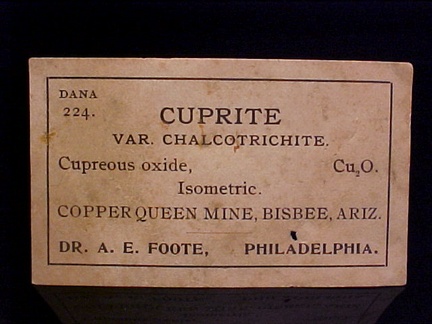 DANA
224.
CUPRITE
VAR. CHALCOTRICHITE.
Cupreous oxide, Cu₂O.
Isometric.
COPPER QUEEN MINE, BISBEE, ARIZ.
DR. A. E. FOOTE, PHILADELPHIA.